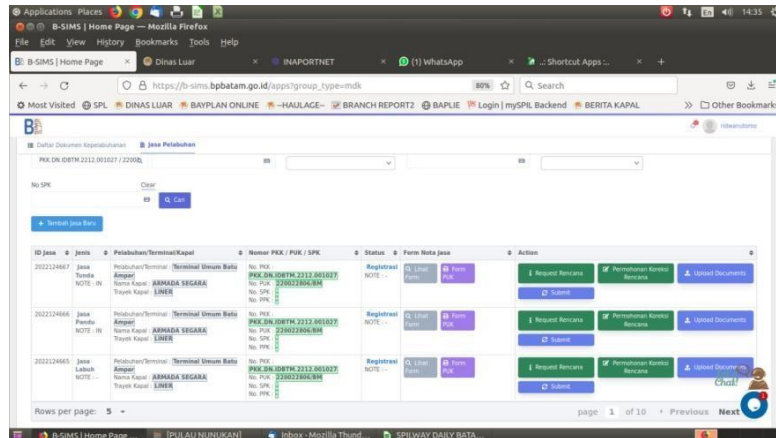 Applications Places En 14:35
B-SIMS | Home Page — Mozilla Firefox
File Edit View History Bookmarks Tools Help
B-SIMS | Home Page × Dinas Luar × INAPORTNET × (1) WhatsApp × ..: Shortcut Apps :.. × +
https://b-sims.bpbatam.go.id/apps?group_type=mdk 80% Search
Most Visited SPL DINAS LUAR BAYPLAN ONLINE ~HAULAGE~ BRANCH REPORT2 BAPLIE Login | mySPIL Backend BERITA KAPAL Other Bookmarks
Daftar Dokumen Kepelabuhanan Jasa Pelabuhan
PKK.DN.IDBTM.2212.001027 / 22002
No SPK Clear
Cari
+ Tambah Jasa Baru
ID Jasa Jenis Pelabuhan/Terminal/Kapal Nomor PKK / PUK / SPK Status Form Nota Jasa Action
2022124667 Jasa Pelabuhan/Terminal : Terminal Umum Batu No. PKK : Registrasi Lihat Form Request Rencana Permohonan Koreksi Upload Documents
Tunda Ampar PKK.DN.IDBTM.2212.001027 NOTE : - Form PUK Rencana
NOTE : IN Nama Kapal : ARMADA SEGARA No. PUK : 220022806/BM Submit
Trayek Kapal : LINER No. SPK :
No. PPK :
2022124666 Jasa Pelabuhan/Terminal : Terminal Umum Batu No. PKK : Registrasi Lihat Form Request Rencana Permohonan Koreksi Upload Documents
Pandu Ampar PKK.DN.IDBTM.2212.001027 NOTE : - Form PUK Rencana
NOTE : IN Nama Kapal : ARMADA SEGARA No. PUK : 220022806/BM Submit
Trayek Kapal : LINER No. SPK :
No. PPK :
2022124665 Jasa Pelabuhan/Terminal : Terminal Umum Batu No. PKK : Registrasi Lihat Form Request Rencana Permohonan Koreksi Upload Documents
Labuh Ampar PKK.DN.IDBTM.2212.001027 NOTE : - Form PUK Rencana
NOTE : - Nama Kapal : ARMADA SEGARA No. PUK : 220022806/BM Submit Chat!
Trayek Kapal : LINER No. SPK :
No. PPK :
Rows per page: 5 page 1 of 10 Previous Next
B-SIMS | Home Page ... [PULAU NUNUKAN] Inbox - Mozilla Thund... SPILWAY DAILY BATA...